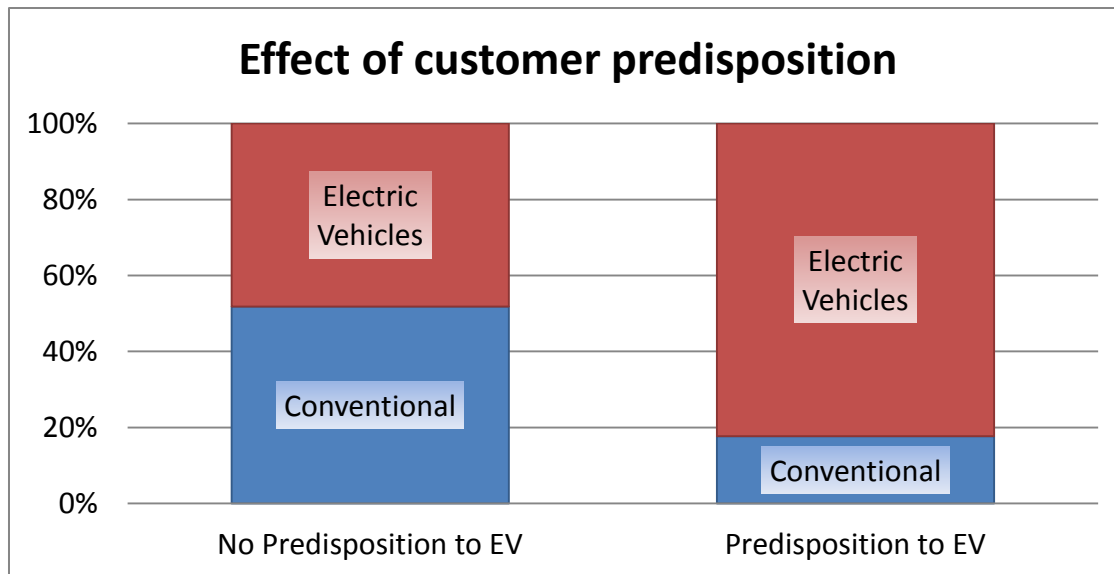 Effect of customer predisposition
100%
80%
60%
40%
20%
0%
Electric
Vehicles
Conventional
Electric
Vehicles
Conventional
No Predisposition to EV
Predisposition to EV